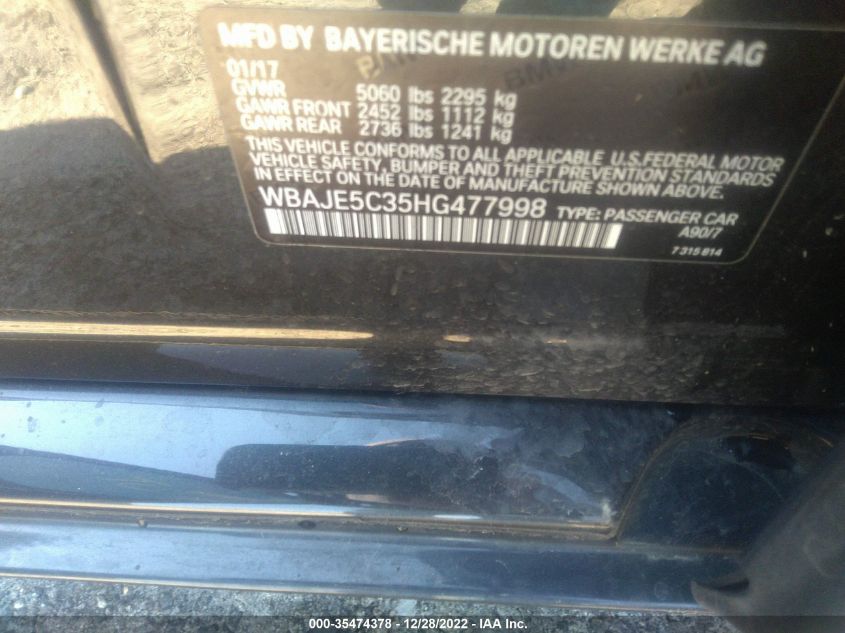 MFD BY BAYERISCHE MOTOREN WERKE AG
01/17
GVWR 5060 lbs 2295 kg
GAWR FRONT 2452 lbs 1112 kg
GAWR REAR 2736 lbs 1241 kg
THIS VEHICLE CONFORMS TO ALL APPLICABLE U.S.FEDERAL MOTOR
VEHICLE SAFETY, BUMPER AND THEFT PREVENTION STANDARDS
IN EFFECT ON THE DATE OF MANUFACTURE SHOWN ABOVE.
WBAJE5C35HG477998 TYPE: PASSENGER CAR
A90/7
7 315 814
000-35474378 - 12/28/2022 - IAA Inc.